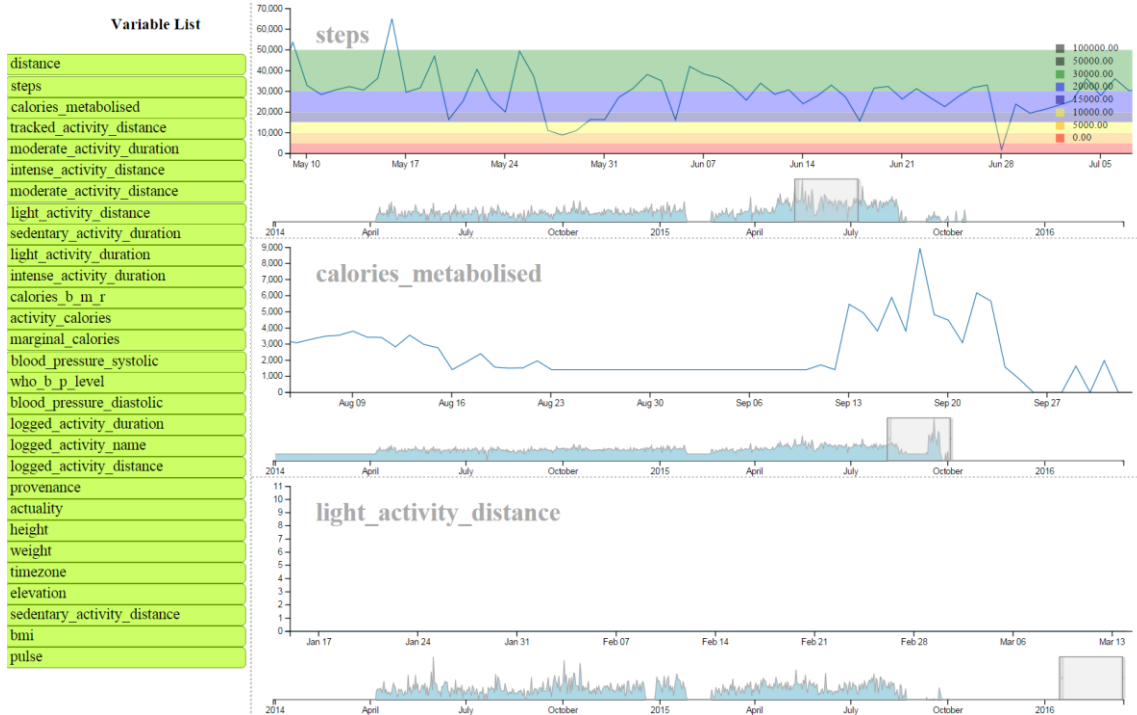 Variable List
distance
steps
calories_metabolised
tracked_activity_distance
moderate_activity_duration
intense_activity_distance
moderate_activity_distance
light_activity_distance
sedentary_activity_duration
light_activity_duration
intense_activity_duration
calories_b_m_r
activity_calories
marginal_calories
blood_pressure_systolic
who_b_p_level
blood_pressure_diastolic
logged_activity_duration
logged_activity_name
logged_activity_distance
provenance
actuality
height
weight
timezone
elevation
sedentary_activity_distance
bmi
pulse
steps
70,000
60,000
50,000
40,000
30,000
20,000
10,000
0
100000.00
50000.00
30000.00
20000.00
15000.00
10000.00
5000.00
0.00
May 10 May 17 May 24 May 31 Jun 07 Jun 14 Jun 21 Jun 28 Jul 05
2014 April July October 2015 April July October 2016
calories_metabolised
9,000
8,000
7,000
6,000
5,000
4,000
3,000
2,000
1,000
0
Aug 09 Aug 16 Aug 23 Aug 30 Sep 06 Sep 13 Sep 20 Sep 27
2014 April July October 2015 April July October 2016
light_activity_distance
11
10
9
8
7
6
5
4
3
2
1
0
Jan 17 Jan 24 Jan 31 Feb 07 Feb 14 Feb 21 Feb 28 Mar 06 Mar 13
2014 April July October 2015 April July October 2016